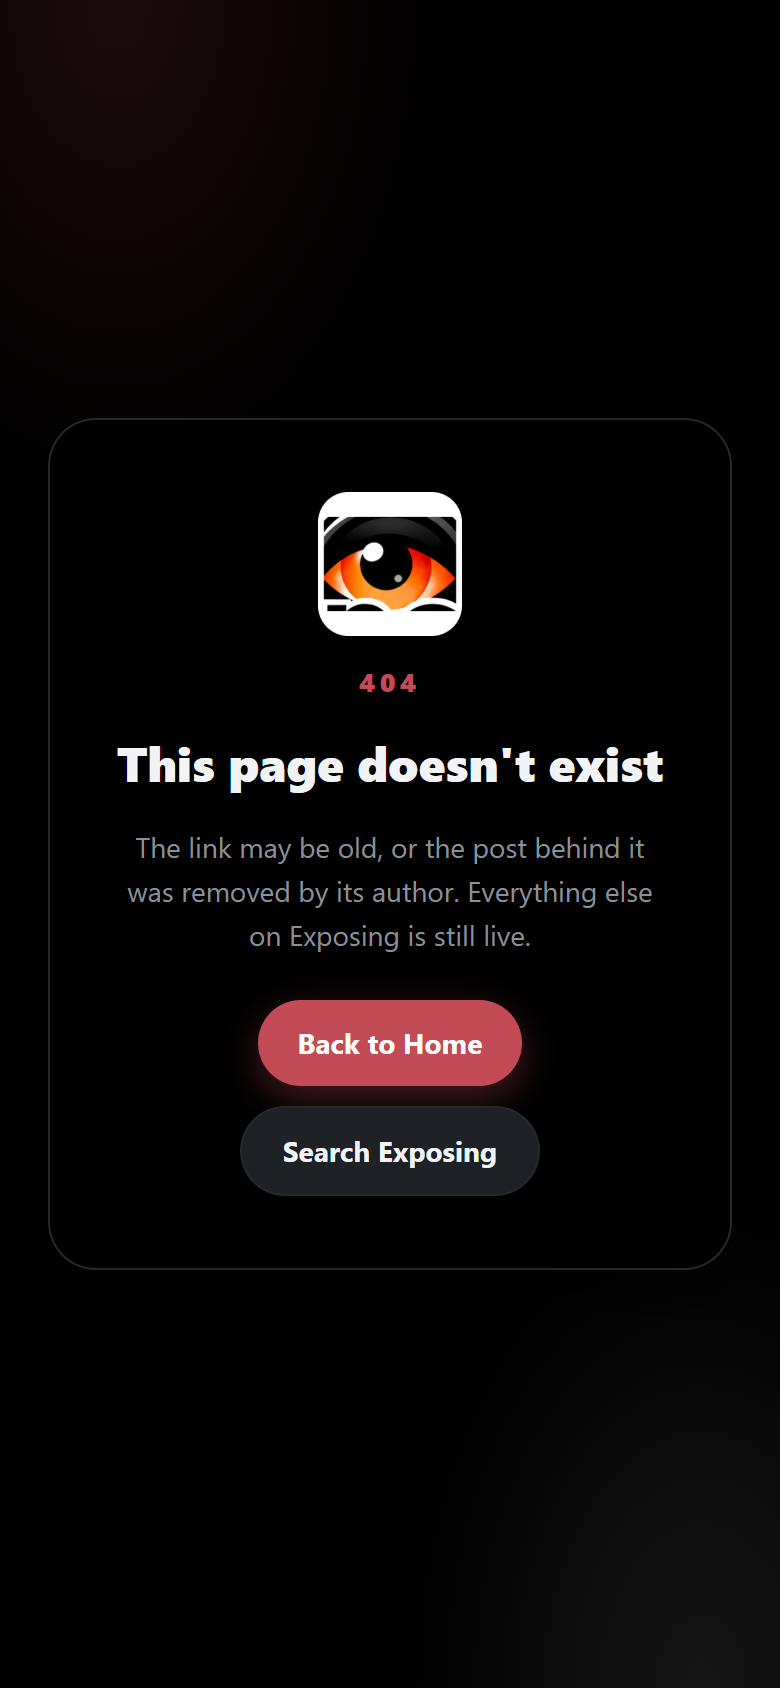 404
This page doesn't exist
The link may be old, or the post behind it
was removed by its author. Everything else
on Exposing is still live.
Back to Home
Search Exposing